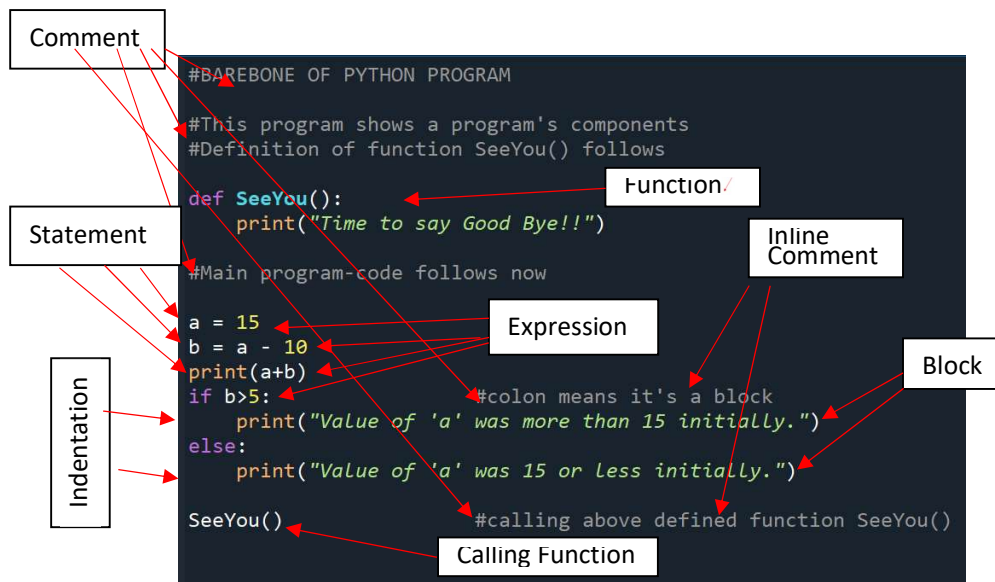 Comment
#BAREBONE OF PYTHON PROGRAM
#This program shows a program's components
#Definition of function SeeYou() follows
Function
def SeeYou():
print("Time to say Good Bye!!")
Statement
Inline
Comment
#Main program-code follows now
a = 15
Expression
b = a - 10
print(a+b)
Block
if b>5: #colon means it's a block
print("Value of 'a' was more than 15 initially.")
Indentation
else:
print("Value of 'a' was 15 or less initially.")
SeeYou() #calling above defined function SeeYou()
Calling Function